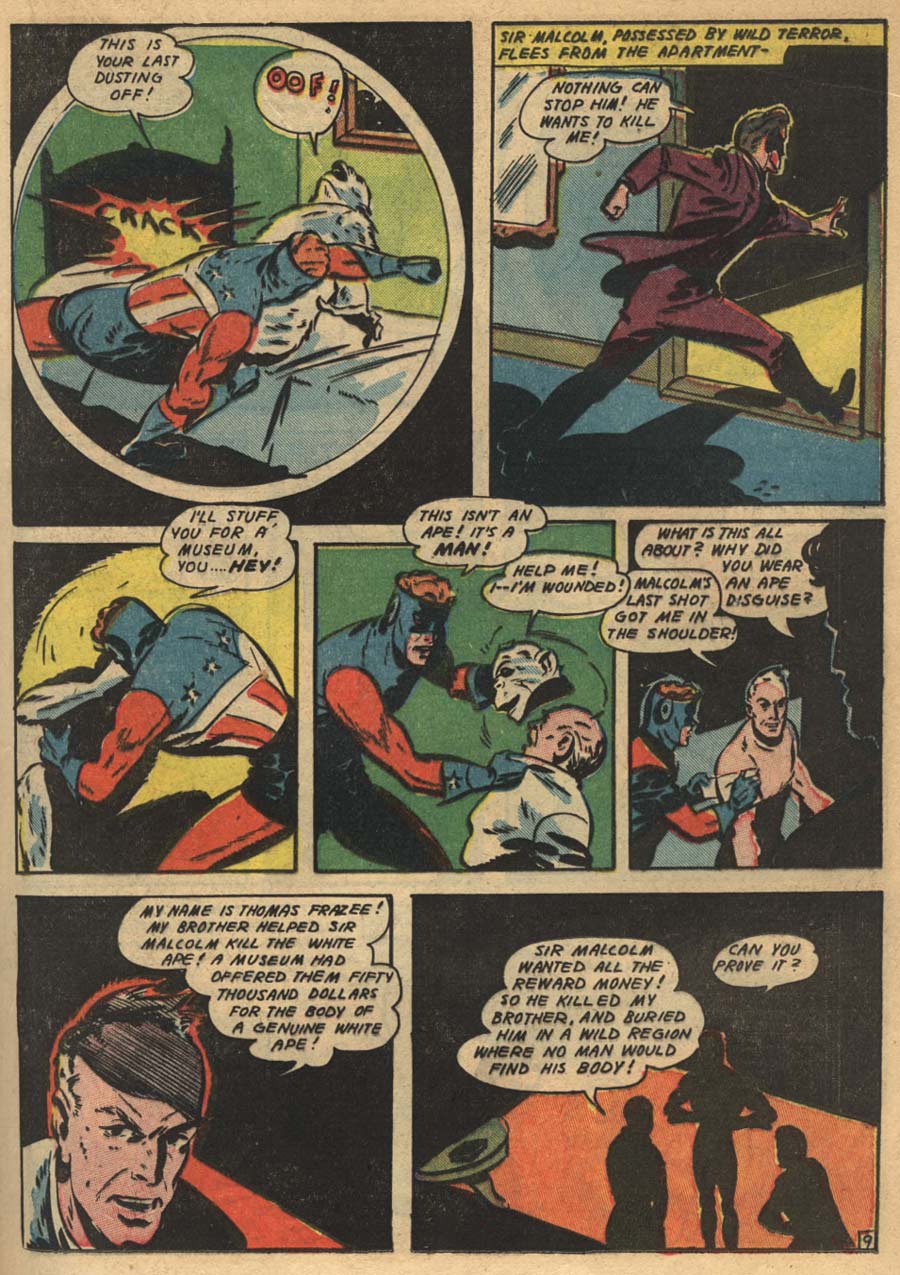 THIS IS
YOUR LAST
DUSTING
OFF!
OOF!!
CRACK
SIR MALCOLM, POSSESSED BY WILD TERROR,
FLEES FROM THE APARTMENT-
NOTHING CAN
STOP HIM! HE
WANTS TO KILL
ME!
I'LL STUFF
YOU FOR A
MUSEUM,
YOU....HEY!
THIS ISN'T AN
APE! IT'S A
MAN!
HELP ME!
I--I'M WOUNDED!
WHAT IS THIS ALL
ABOUT? WHY DID
YOU WEAR
AN APE
DISGUISE?
MALCOLM'S
LAST SHOT
GOT ME IN
THE SHOULDER!
MY NAME IS THOMAS FRAZEE!
MY BROTHER HELPED SIR
MALCOLM KILL THE WHITE
APE! A MUSEUM HAD
OFFERED THEM FIFTY
THOUSAND DOLLARS
FOR THE BODY OF
A GENUINE WHITE
APE!
SIR MALCOLM
WANTED ALL THE
REWARD MONEY!
SO HE KILLED MY
BROTHER, AND BURIED
HIM IN A WILD REGION
WHERE NO MAN WOULD
FIND HIS BODY!
CAN YOU
PROVE IT?
9